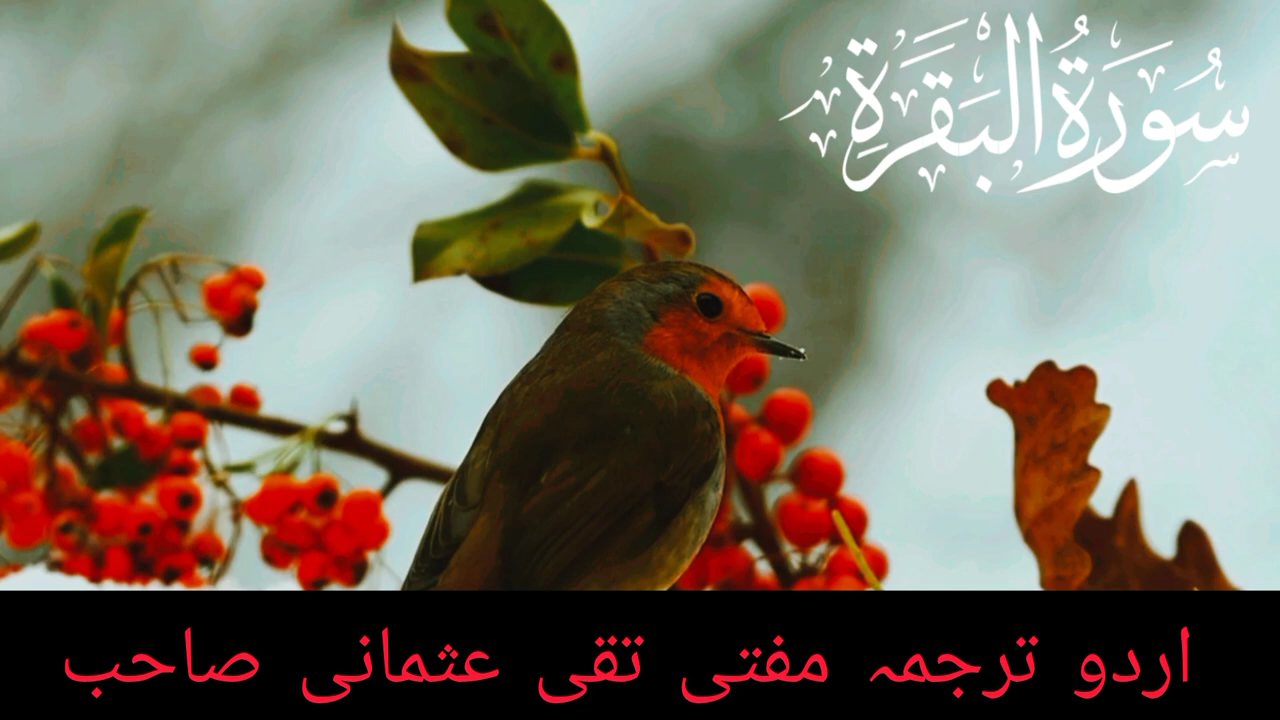 سُورَةُ البَقَرَةِ
اردو ترجمہ مفتی تقی عثمانی صاحب